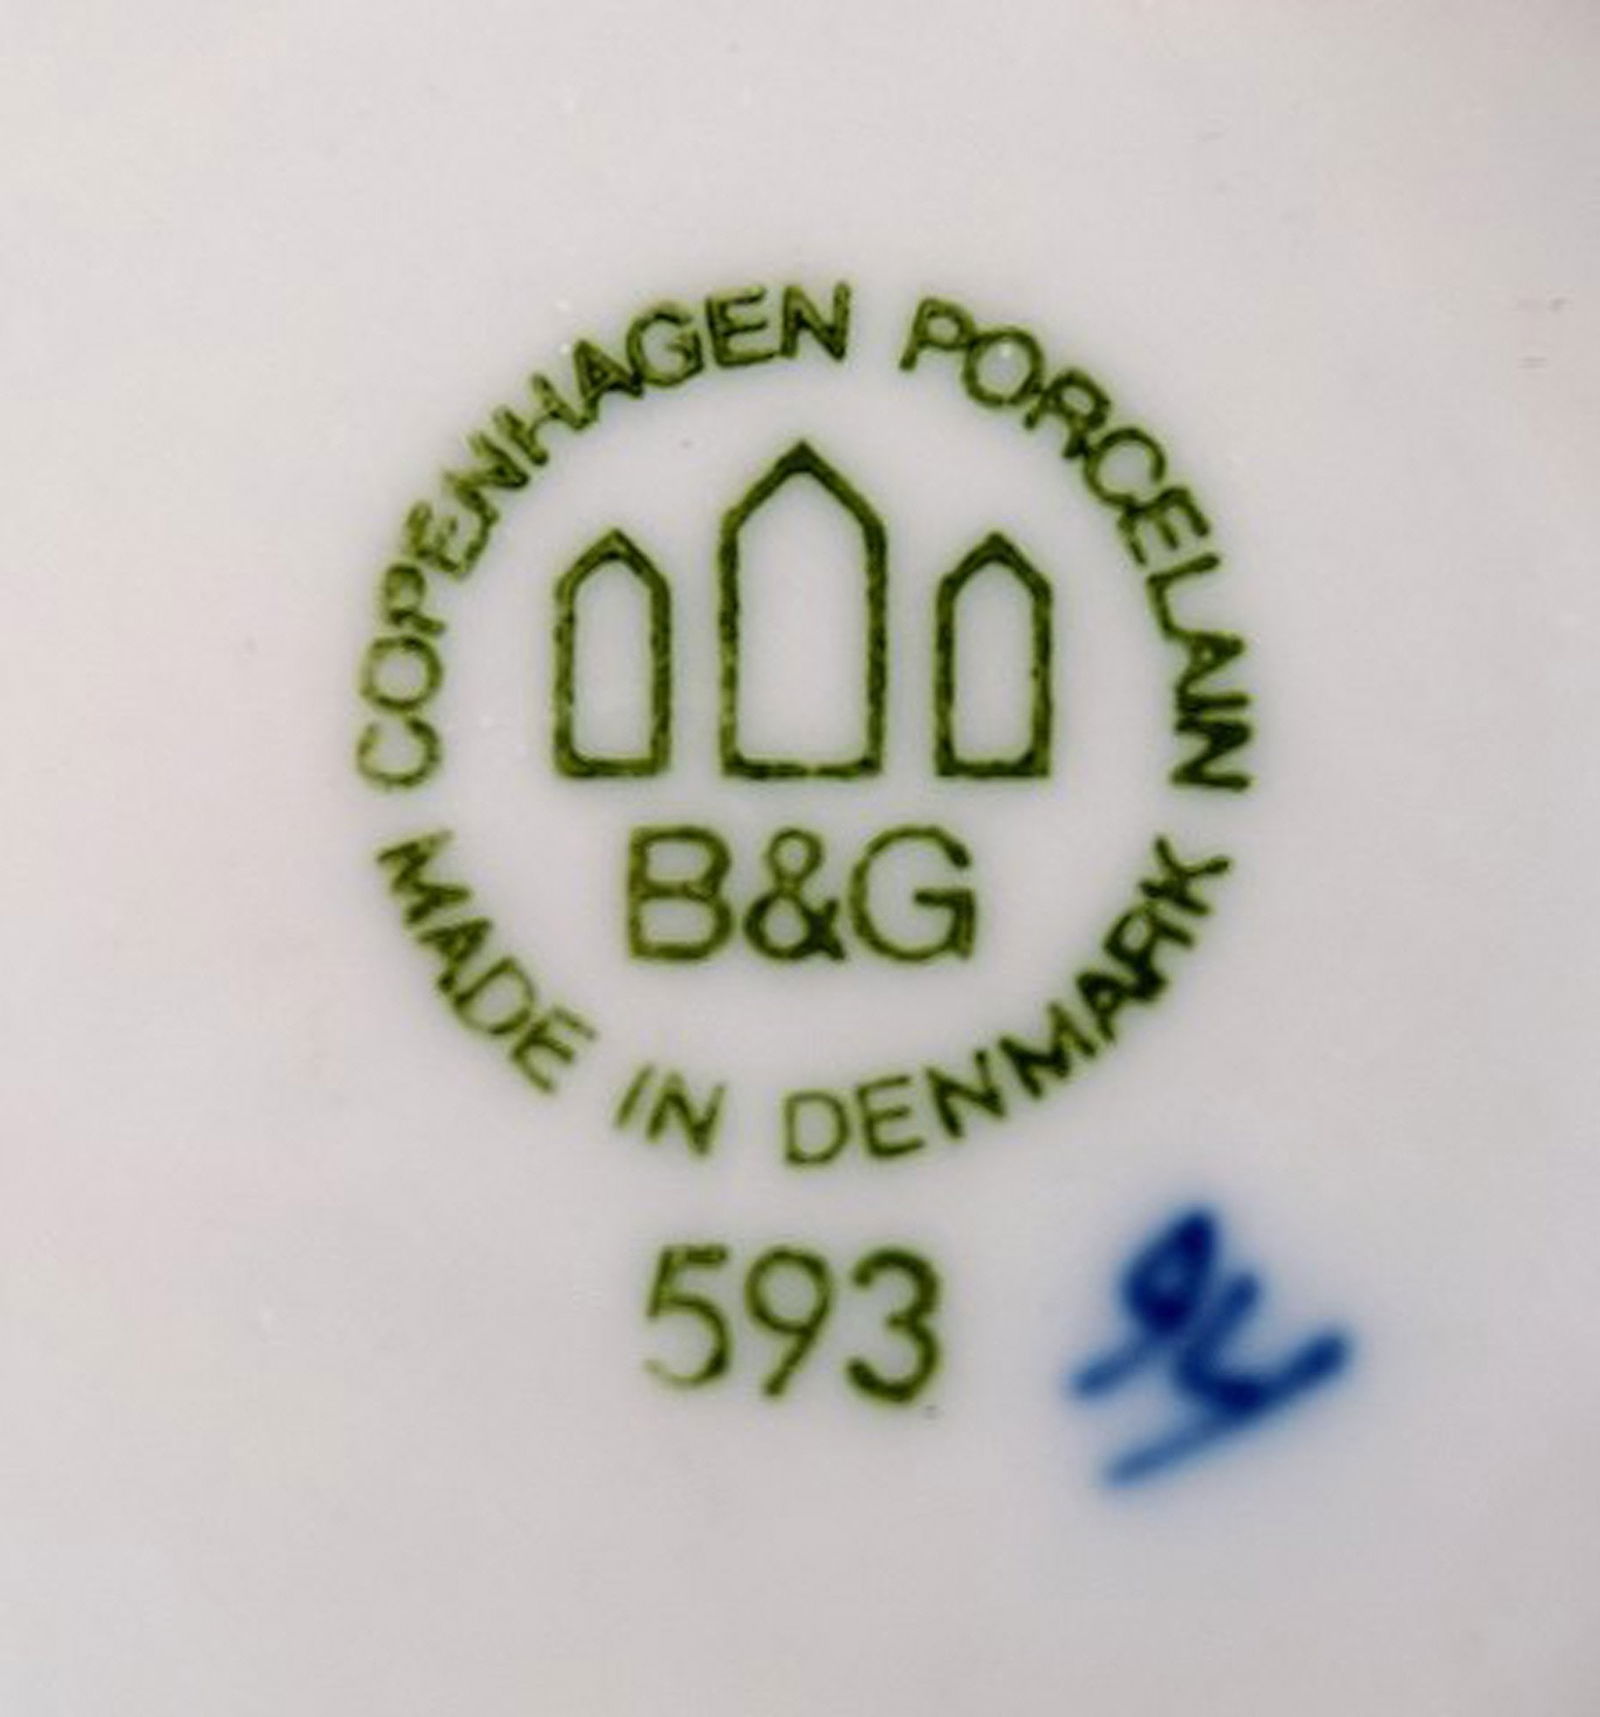 COPENHAGEN PORCELAIN
B&G
MADE IN DENMARK
593